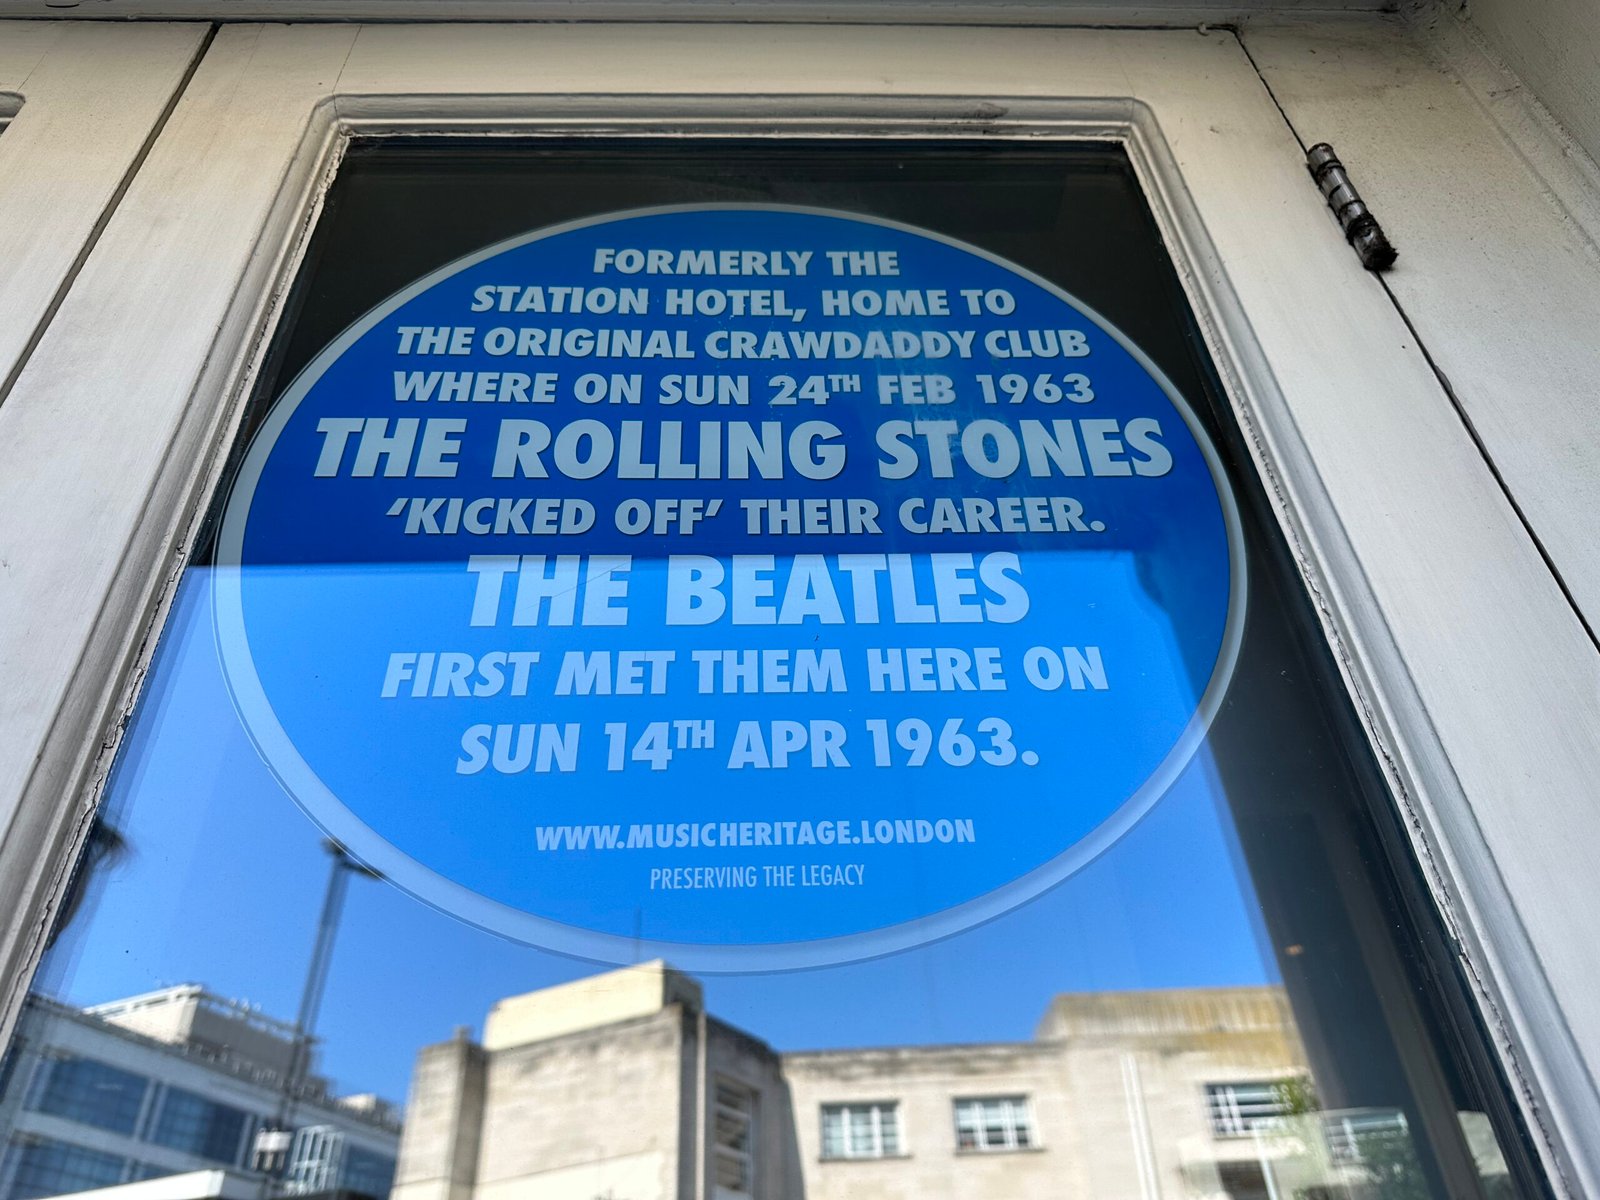 FORMERLY THE
STATION HOTEL, HOME TO
THE ORIGINAL CRAWDADDY CLUB
WHERE ON SUN 24TH FEB 1963
THE ROLLING STONES
‘KICKED OFF’ THEIR CAREER.
THE BEATLES
FIRST MET THEM HERE ON
SUN 14TH APR 1963.
WWW.MUSICHERITAGE.LONDON
PRESERVING THE LEGACY